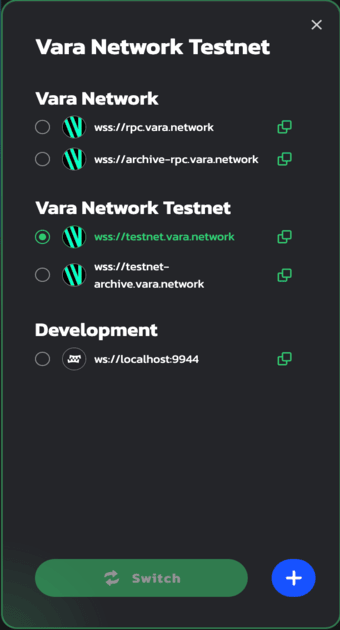 Vara Network Testnet
Vara Network
wss://rpc.vara.network
wss://archive-rpc.vara.network
Vara Network Testnet
wss://testnet.vara.network
wss://testnet-
archive.vara.network
Development
ws://localhost:9944
Switch